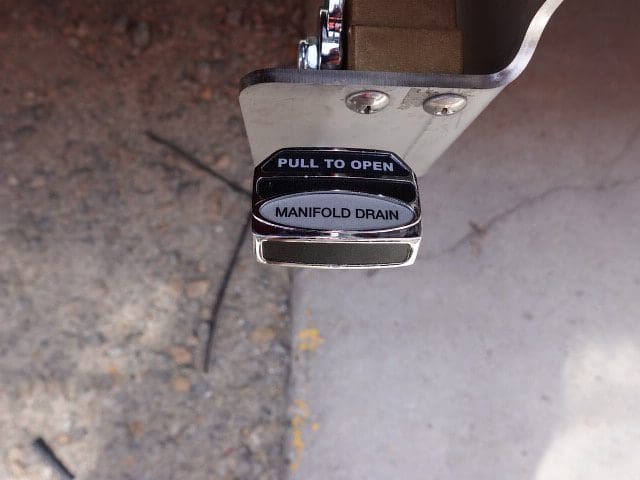 PULL TO OPEN
MANIFOLD DRAIN